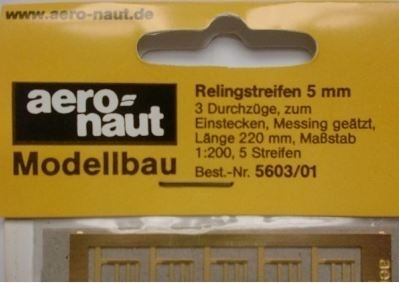 www.aero-naut.de
aero-
naut
Modellbau
Relingstreifen 5 mm
3 Durchzüge, zum
Einstecken, Messing geätzt,
Länge 220 mm, Maßstab
1:200, 5 Streifen
Best.-Nr. 5603/01